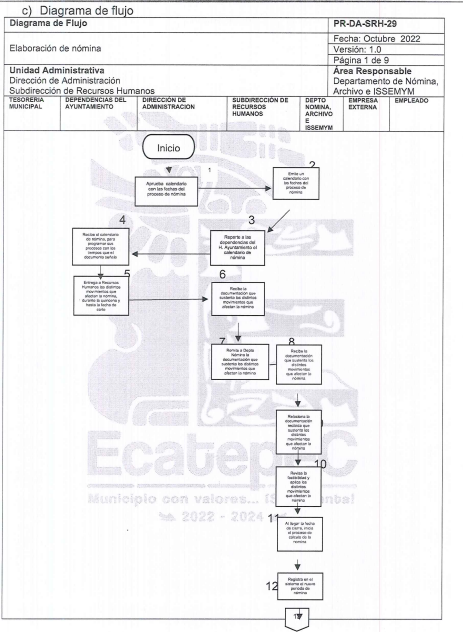 c) Diagrama de flujo
Diagrama de Flujo
PR-DA-SRH-29
Elaboración de nómina
Fecha: Octubre 2022
Versión: 1.0
Página 1 de 9
Unidad Administrativa
Dirección de Administración
Subdirección de Recursos Humanos
Área Responsable
Departamento de Nómina,
Archivo e ISSEMYM
TESORERIA
MUNICIPAL
DEPENDENCIAS DEL
AYUNTAMIENTO
DIRECCIÓN DE
ADMINISTRACION
SUBDIRECCIÓN DE
RECURSOS
HUMANOS
DEPTO
NOMINA,
ARCHIVO
E
ISSEMYM
EMPRESA
EXTERNA
EMPLEADO
Inicio
1
Aprueba calendario
con las fechas del
proceso de nómina
2
Emite un
calendario con
las fechas del
proceso de
nómina
3
Reporta a las
dependencias del
H. Ayuntamiento el
calendario de
nómina
4
Recibe el calendario
de nómina, para
programar sus
procesos con los
tiempos que el
documento señala
5
Entrega a Recursos
Humanos los distintos
movimientos que
afectan la nómina,
durante la quincena y
hasta la fecha de
corte
6
Recibe la
documentación que
sustenta los distintos
movimientos que
afectan la nómina
7
Remite a Depto
Nómina la
documentación que
sustenta los distintos
movimientos que
afectan la nómina
8
Recibe la
documentación
que sustenta los
distintos
movimientos
que afectan la
nómina
documentación
recibida que
sustenta los
distintos
movimientos
que afectan la
nómina
10
Revisa la
y
aplica los
distintos
movimientos
que afectan la
nómina
11
Al llegar la fecha
de cierre, inicia
el proceso de
cálculo de la
nómina
12
Registra en el
sistema el nuevo
periodo de
nómina
Ecatepec
Municipio con valores...
2022 - 2024